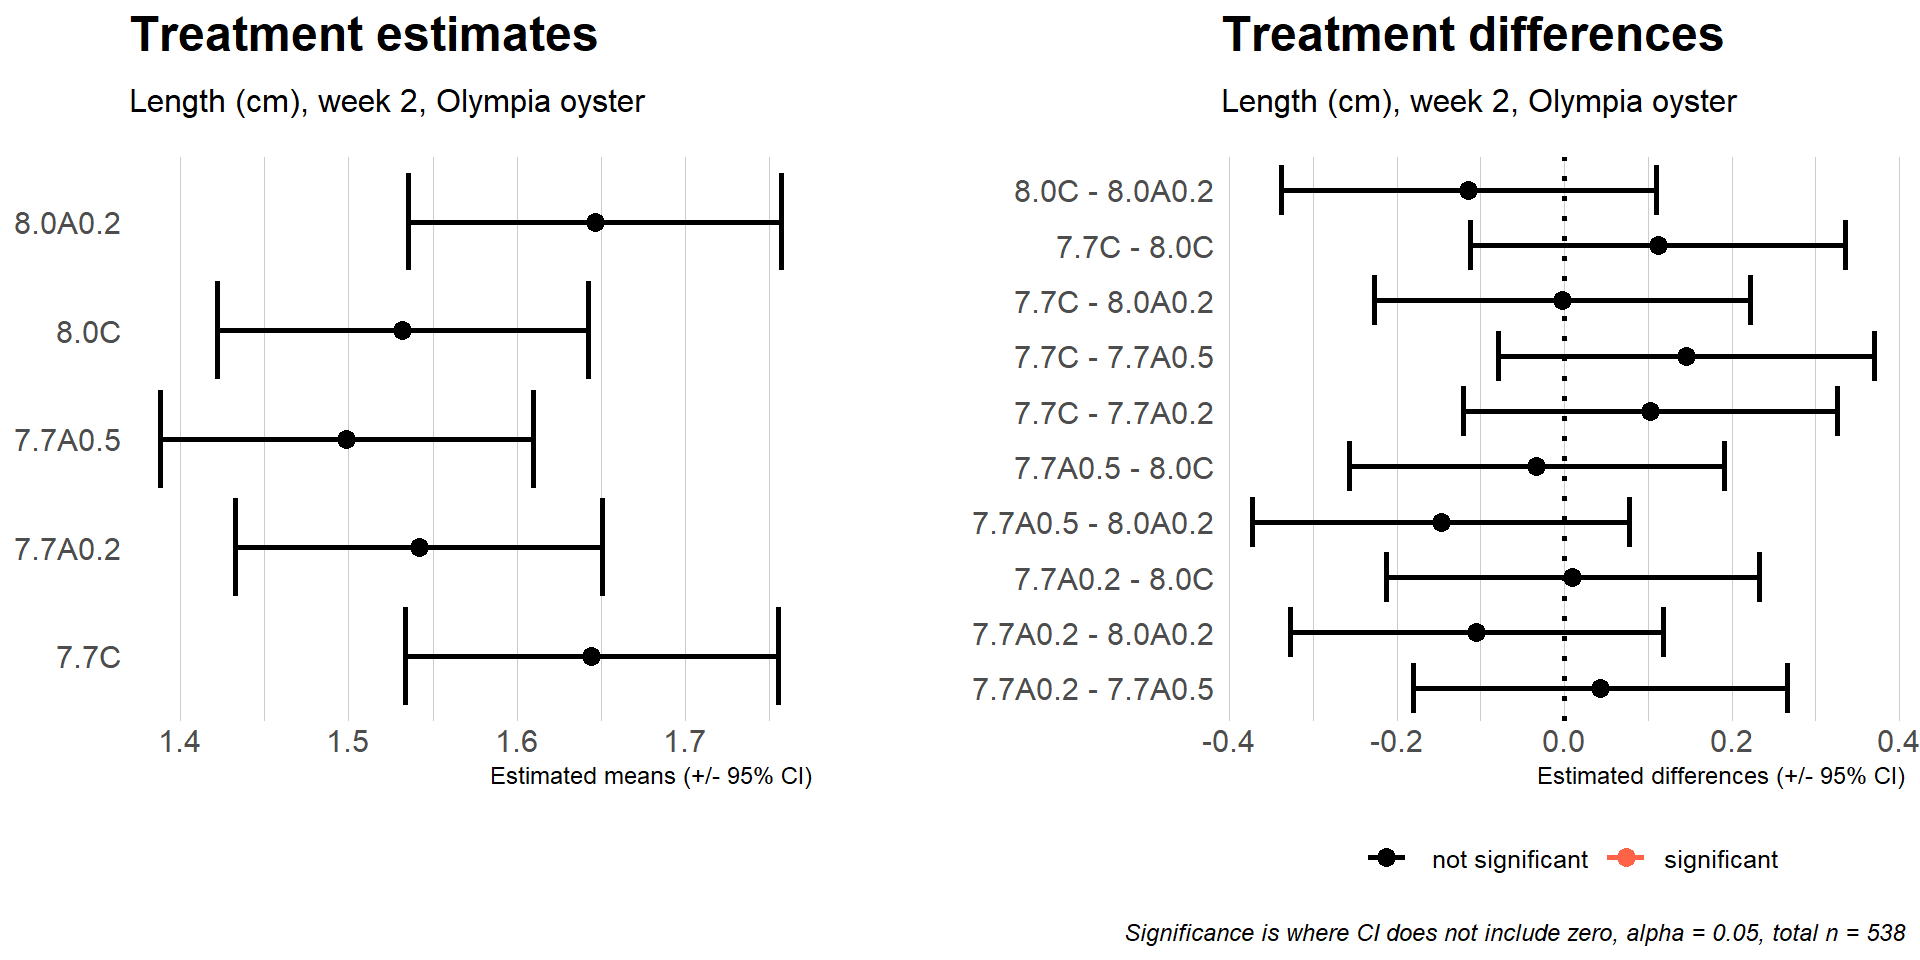 Treatment estimates
Length (cm), week 2, Olympia oyster
8.0A0.2
8.0C
7.7A0.5
7.7A0.2
7.7C
1.4 1.5 1.6 1.7
Estimated means (+/- 95% CI)
Treatment differences
Length (cm), week 2, Olympia oyster
8.0C - 8.0A0.2
7.7C - 8.0C
7.7C - 8.0A0.2
7.7C - 7.7A0.5
7.7C - 7.7A0.2
7.7A0.5 - 8.0C
7.7A0.5 - 8.0A0.2
7.7A0.2 - 8.0C
7.7A0.2 - 8.0A0.2
7.7A0.2 - 7.7A0.5
-0.4 -0.2 0.0 0.2 0.4
Estimated differences (+/- 95% CI)
not significant significant
Significance is where CI does not include zero, alpha = 0.05, total n = 538